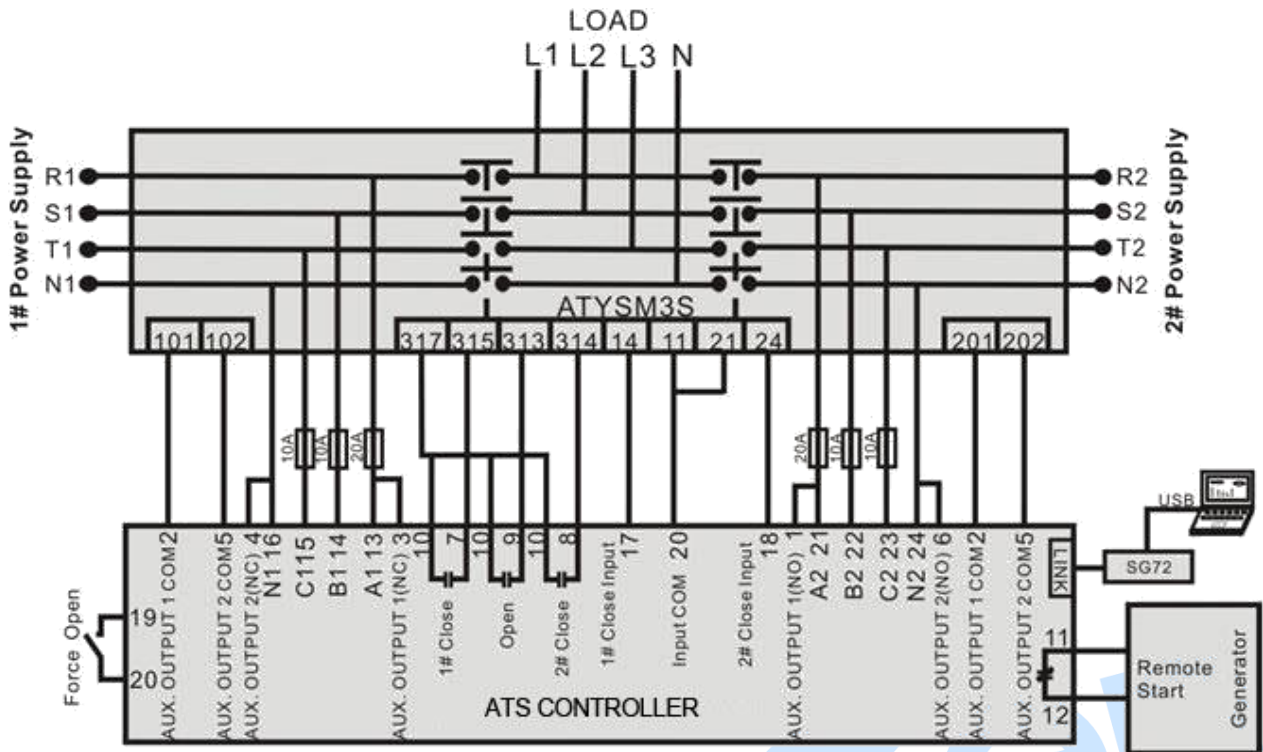 LOAD
L1 L2 L3 N
1# Power Supply
2# Power Supply
R1
S1
T1
N1
R2
S2
T2
N2
ATYSM3S
101 102
317 315 313 314 14 11 21 24
201 202
10A
10A
20A
20A
10A
10A
AUX. OUTPUT 1 COM2
AUX. OUTPUT 2 COM5
AUX. OUTPUT 2(NC) 4
N1 16
C1 15
B1 14
A1 13
AUX. OUTPUT 1(NC) 3
10
7
10
9
10
8
1# Close
Open
2# Close
1# Close Input 17
Input COM 20
2# Close Input 18
AUX. OUTPUT 1(NO) 1
A2 21
B2 22
C2 23
N2 24
AUX. OUTPUT 2(NO) 6
AUX. OUTPUT 1 COM2
AUX. OUTPUT 2 COM5
LINK
USB
SG72
Force Open
19
20
11
12
Remote
Start
Generator
ATS CONTROLLER